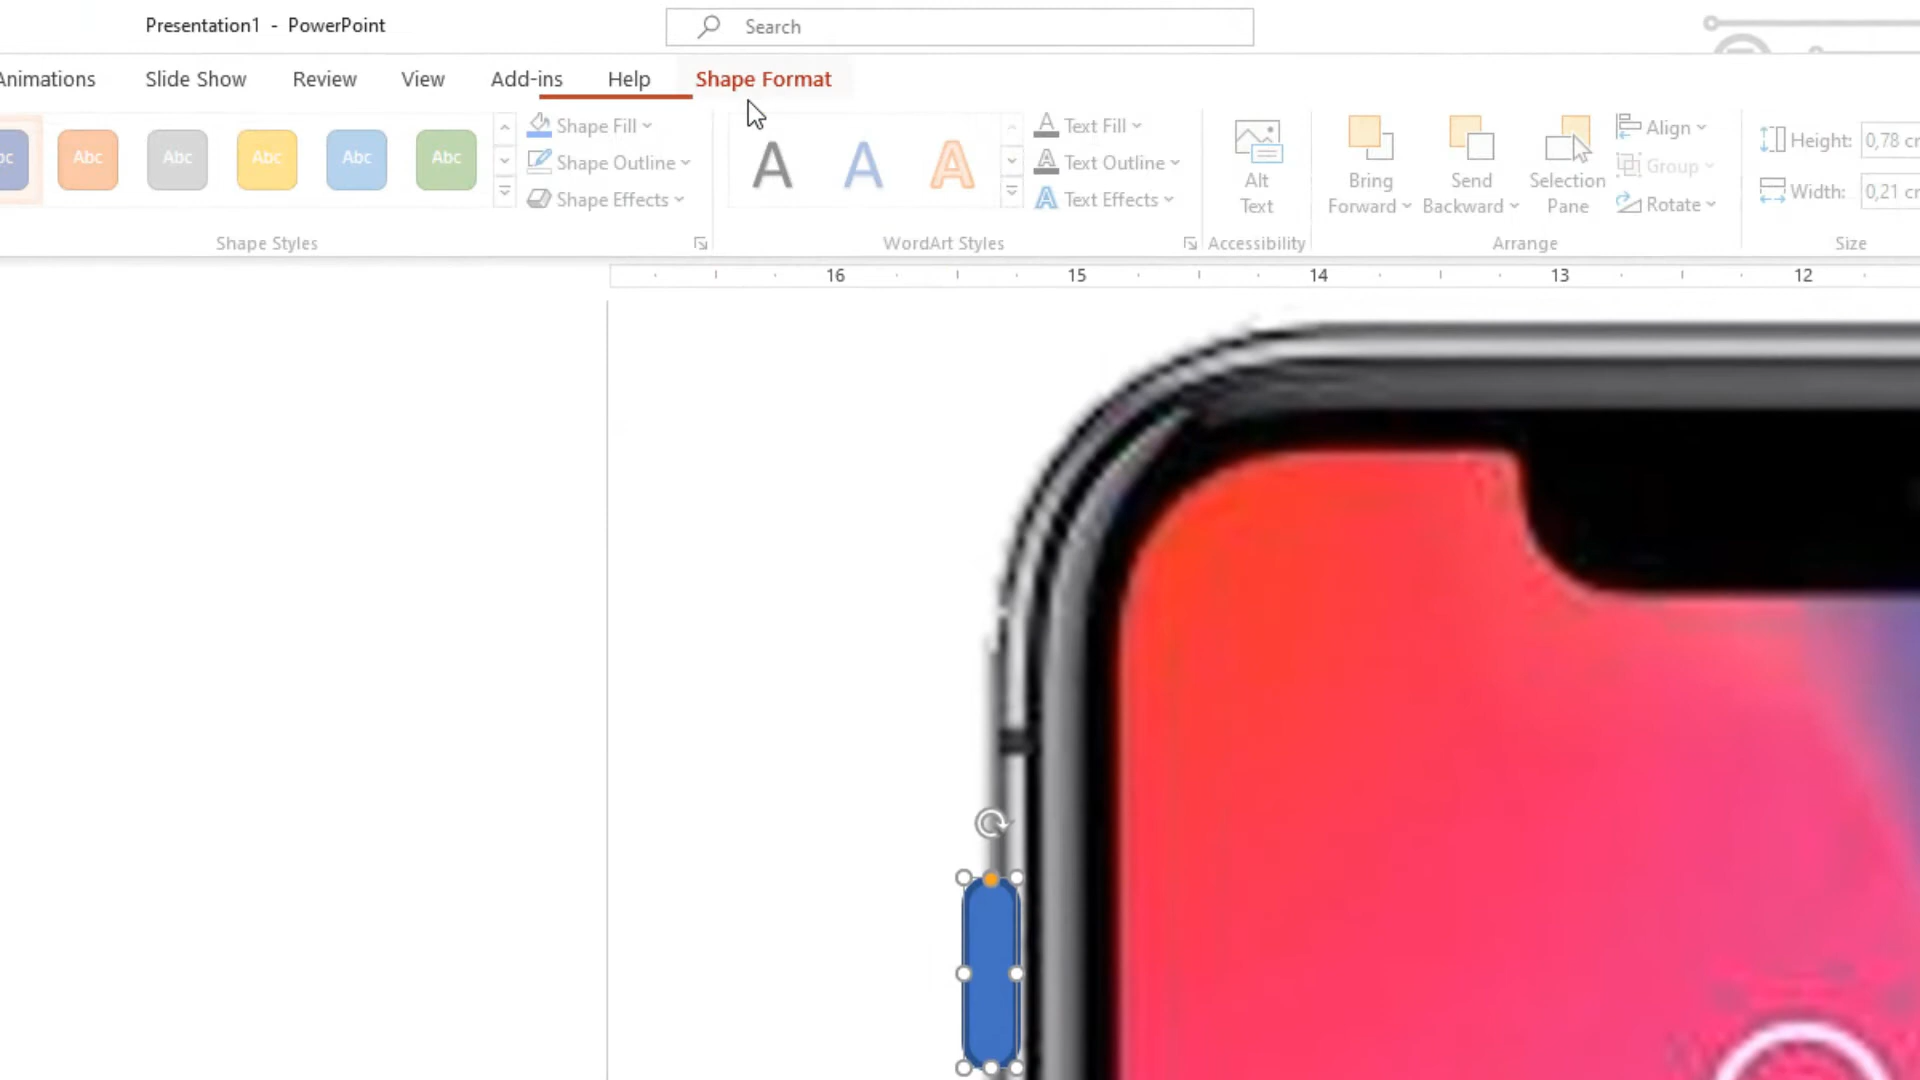 Presentation1 - PowerPoint
Search
Animations Slide Show Review View Add-ins Help Shape Format
Abc Abc Abc Abc Abc
Shape Fill
Shape Outline
Shape Effects
Shape Styles
A A A
Text Fill
Text Outline
Text Effects
WordArt Styles
Alt
Text
Accessibility
Bring
Forward
Send
Backward
Selection
Pane
Align
Group
Rotate
Arrange
Height: 0,78
Width: 0,21
Size
16 15 14 13 12